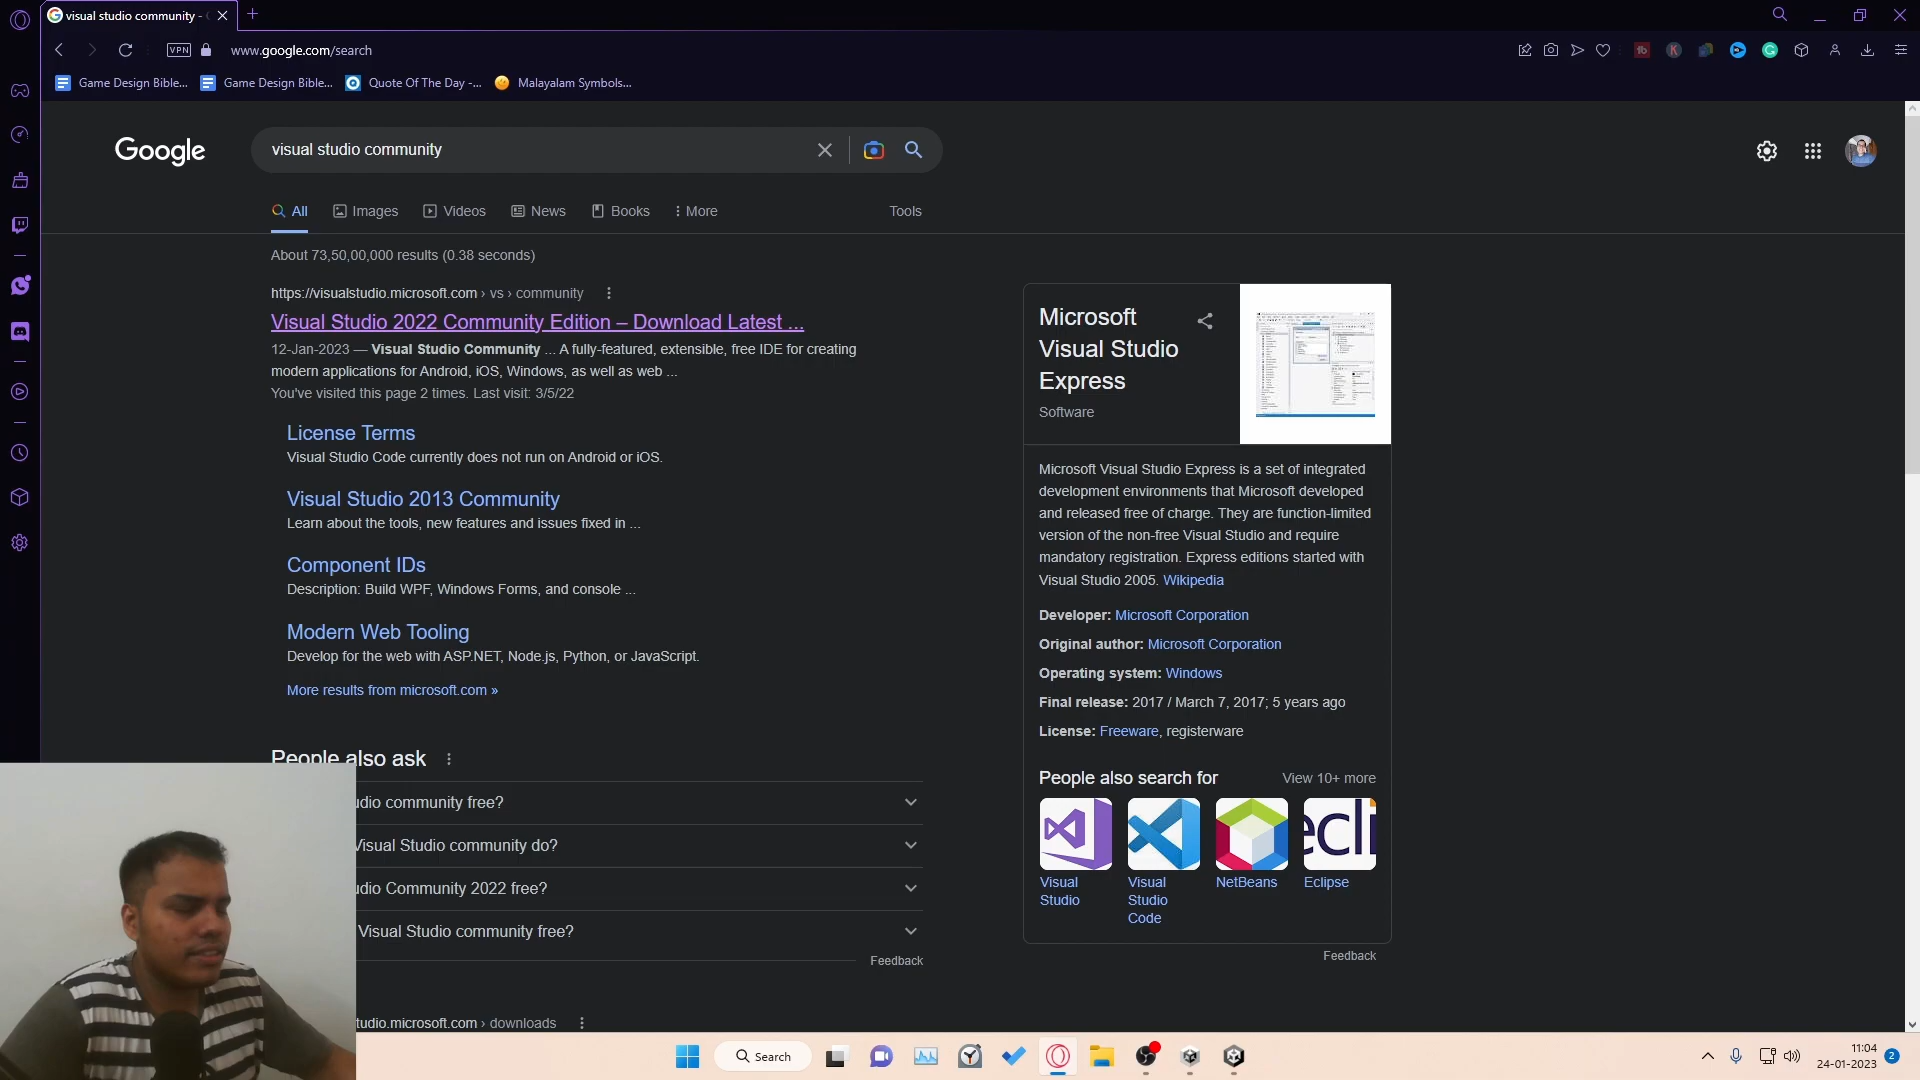 visual studio community -
VPN
www.google.com/search
Game Design Bible...
Game Design Bible...
Quote Of The Day -...
Malayalam Symbols...
Google
visual studio community
All
Images
Videos
News
Books
More
Tools
About 73,50,00,000 results (0.38 seconds)
https://visualstudio.microsoft.com › vs › community
Visual Studio 2022 Community Edition – Download Latest ...
12-Jan-2023 — Visual Studio Community ... A fully-featured, extensible, free IDE for creating
modern applications for Android, iOS, Windows, as well as web ...
You've visited this page 2 times. Last visit: 3/5/22
License Terms
Visual Studio Code currently does not run on Android or iOS.
Visual Studio 2013 Community
Learn about the tools, new features and issues fixed in ...
Component IDs
Description: Build WPF, Windows Forms, and console ...
Modern Web Tooling
Develop for the web with ASP.NET, Node.js, Python, or JavaScript.
More results from microsoft.com »
People also ask
udio community free?
Visual Studio community do?
udio Community 2022 free?
Visual Studio community free?
Feedback
tudio.microsoft.com › downloads
Microsoft
Visual Studio
Express
Software
Microsoft Visual Studio Express is a set of integrated
development environments that Microsoft developed
and released free of charge. They are function-limited
version of the non-free Visual Studio and require
mandatory registration. Express editions started with
Visual Studio 2005. Wikipedia
Developer: Microsoft Corporation
Original author: Microsoft Corporation
Operating system: Windows
Final release: 2017 / March 7, 2017; 5 years ago
License: Freeware, registerware
People also search for
View 10+ more
ecli
Visual
Studio
Visual
Studio
Code
NetBeans
Eclipse
Feedback
Search
11:04
24-01-2023
2